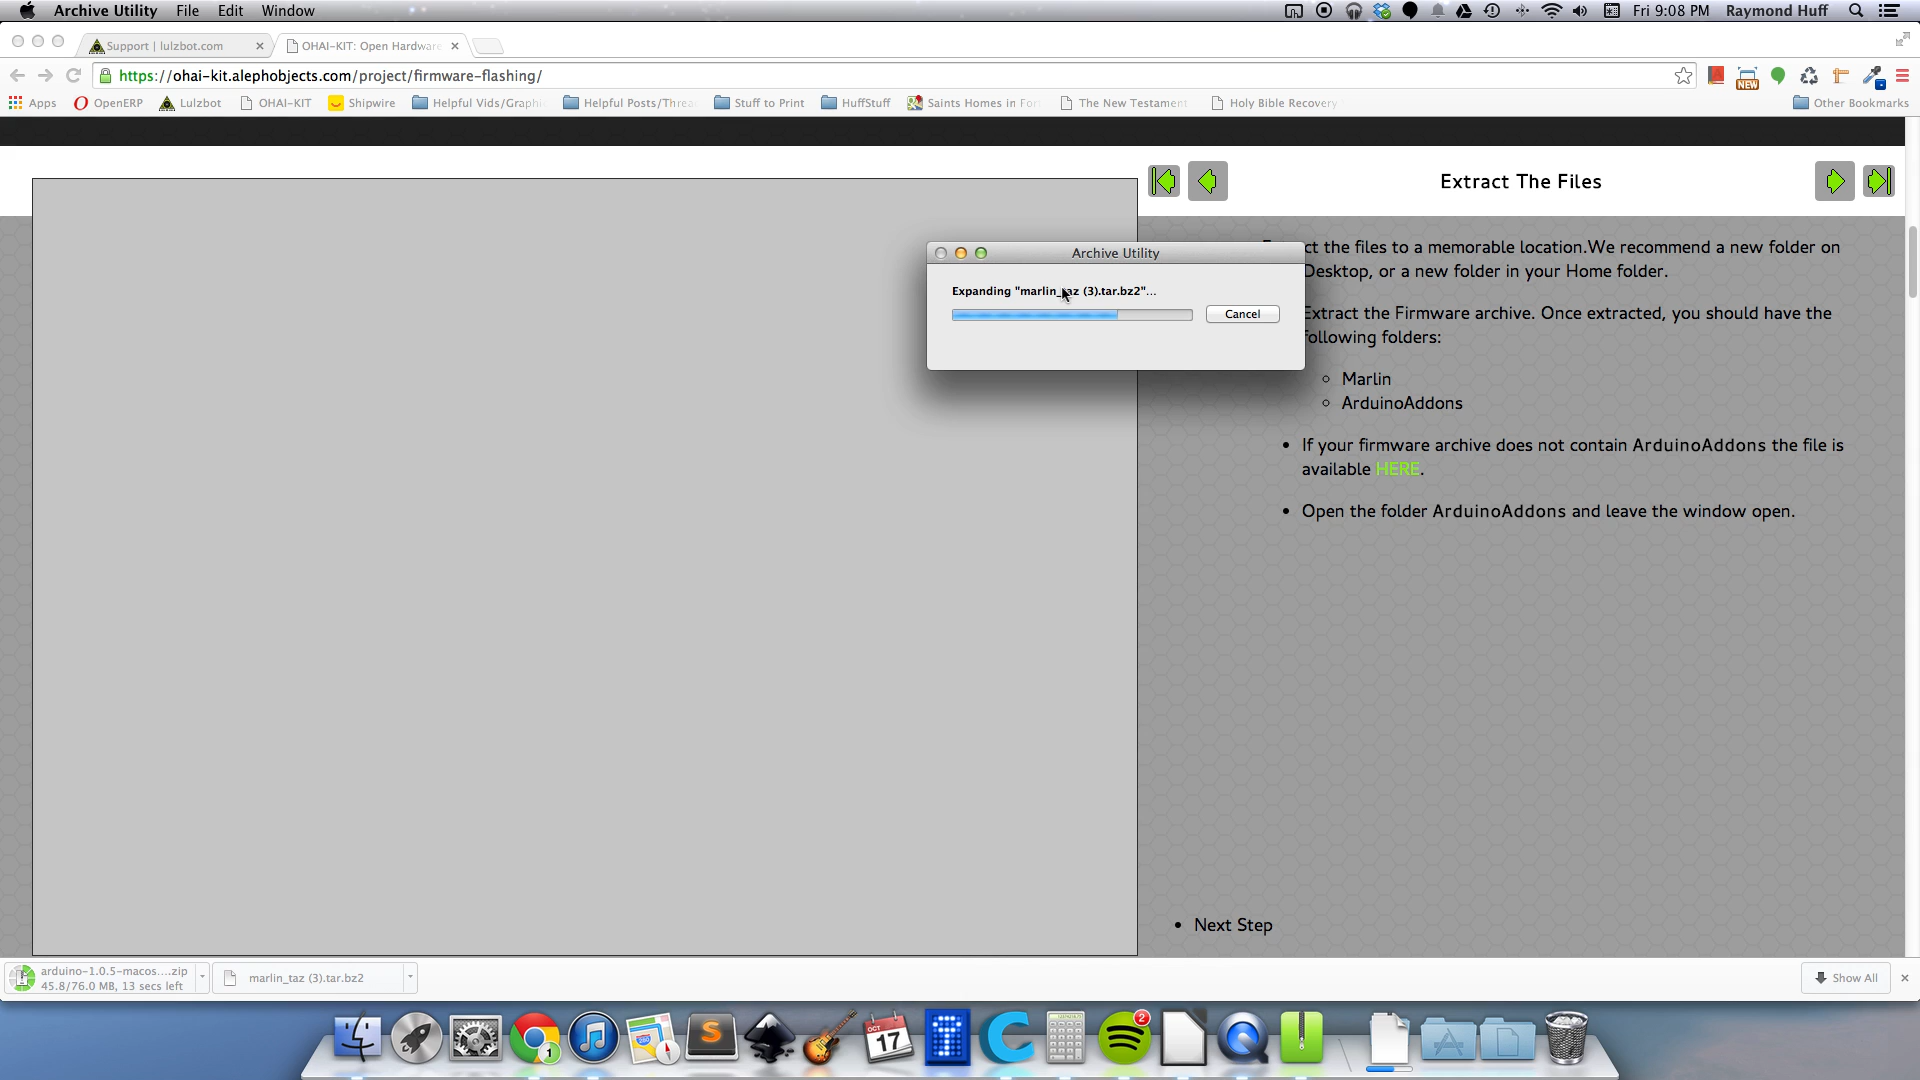 Archive Utility File Edit Window Fri 9:08 PM Raymond Huff
Support | lulzbot.com OHAI-KIT: Open Hardware
https://ohai-kit.alephobjects.com/project/firmware-flashing/ NEW
Apps OpenERP Lulzbot OHAI-KIT Shipwire Helpful Vids/Graphi Helpful Posts/Threa Stuff to Print HuffStuff Saints Homes in For The New Testament Holy Bible Recovery Other Bookmarks
Extract The Files
Archive Utility
Expanding "marlin_taz (3).tar.bz2"...
Cancel
ct the files to a memorable location.We recommend a new folder on
Desktop, or a new folder in your Home folder.
Extract the Firmware archive. Once extracted, you should have the
following folders:
Marlin
ArduinoAddons
If your firmware archive does not contain ArduinoAddons the file is
available HERE.
Open the folder ArduinoAddons and leave the window open.
Next Step
arduino-1.0.5-macos....zip
45.8/76.0 MB, 13 secs left
marlin_taz (3).tar.bz2
Show All
1
S
OCT
17
T
C
2